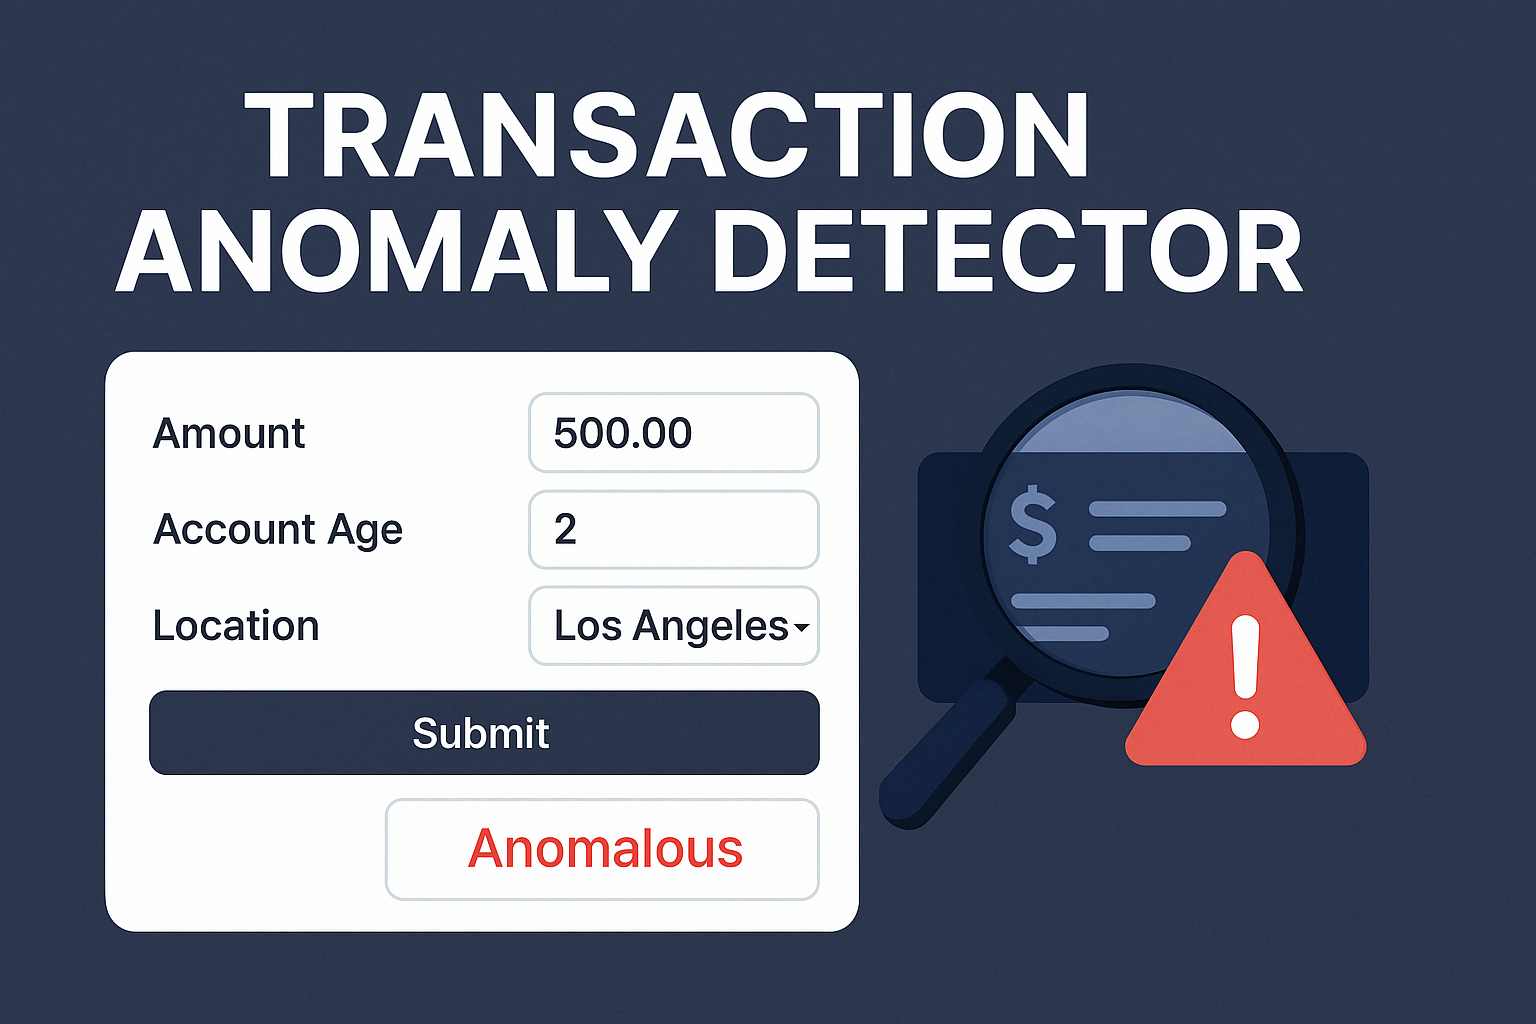 TRANSACTION
ANOMALY DETECTOR
Amount 500.00
Account Age 2
Location Los Angeles
Submit
Anomalous
$
!